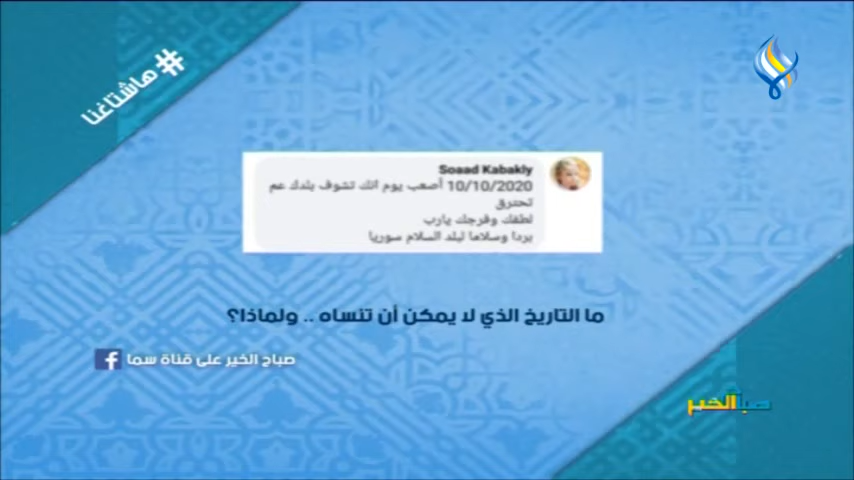 #هاشتاغنا
Soaad Kabakly
10/10/2020 أصعب يوم انك تشوف بلدك عم
تحترق
لطفك وفرجك يارب
بردا وسلاما لبلد السلام سوريا
ما التاريخ الذي لا يمكن أن تنساه .. ولماذا؟
صباح الخير على قناة سما
صباح الخير